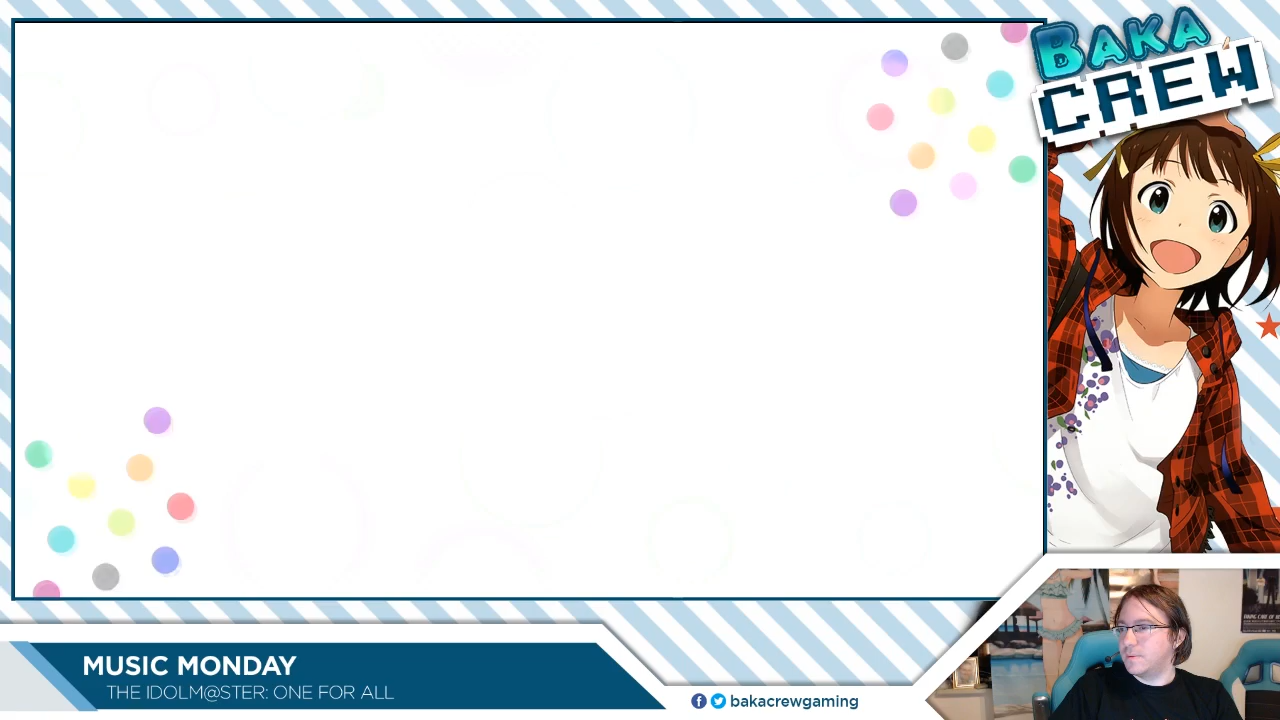 BAKA
CREW
MUSIC MONDAY
THE IDOLM@STER: ONE FOR ALL
bakacrewgaming